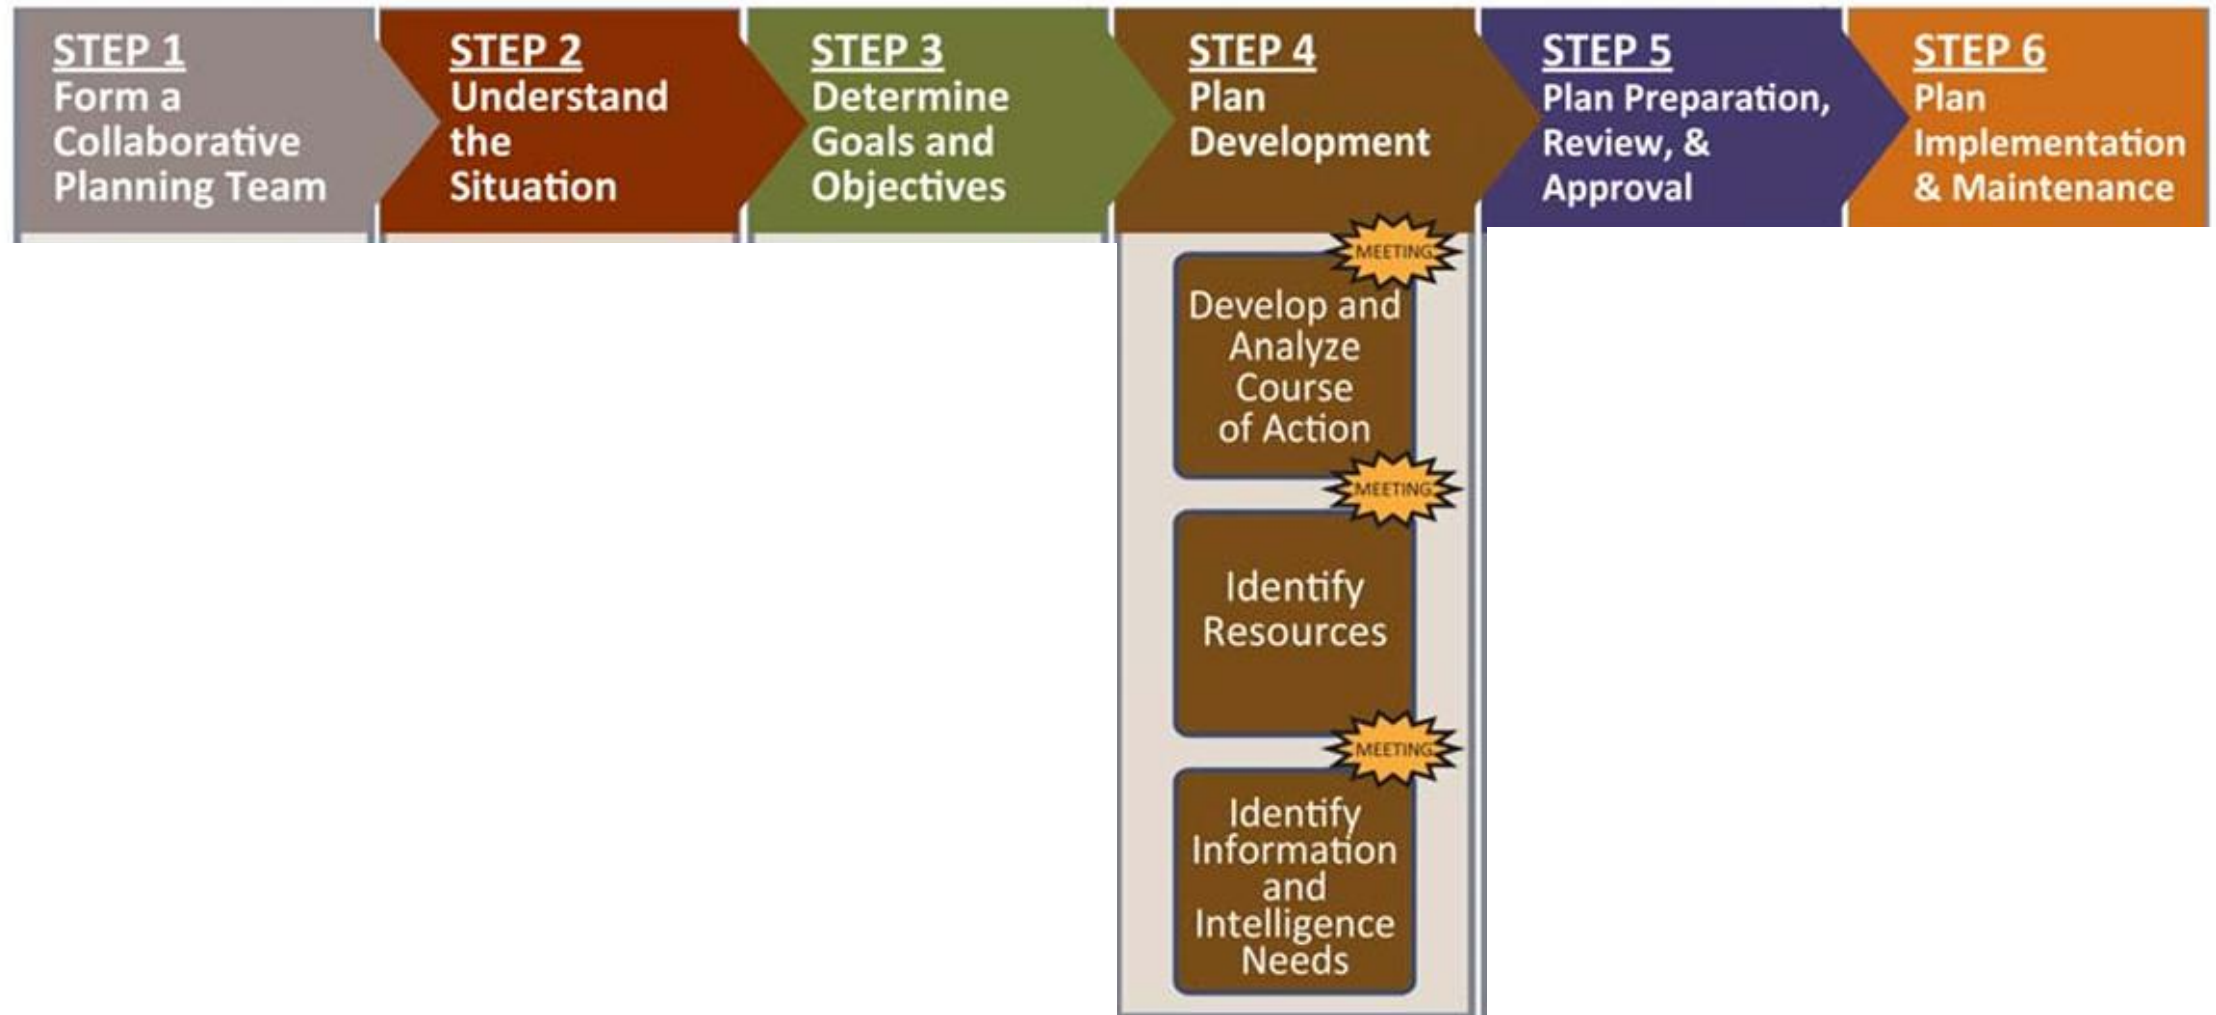 STEP 1
Form a
Collaborative
Planning Team
STEP 2
Understand
the
Situation
STEP 3
Determine
Goals and
Objectives
STEP 4
Plan
Development
STEP 5
Plan Preparation,
Review, &
Approval
STEP 6
Plan
Implementation
& Maintenance
MEETING
Develop and
Analyze
Course
of Action
MEETING
Identify
Resources
MEETING
Identify
Information
and
Intelligence
Needs